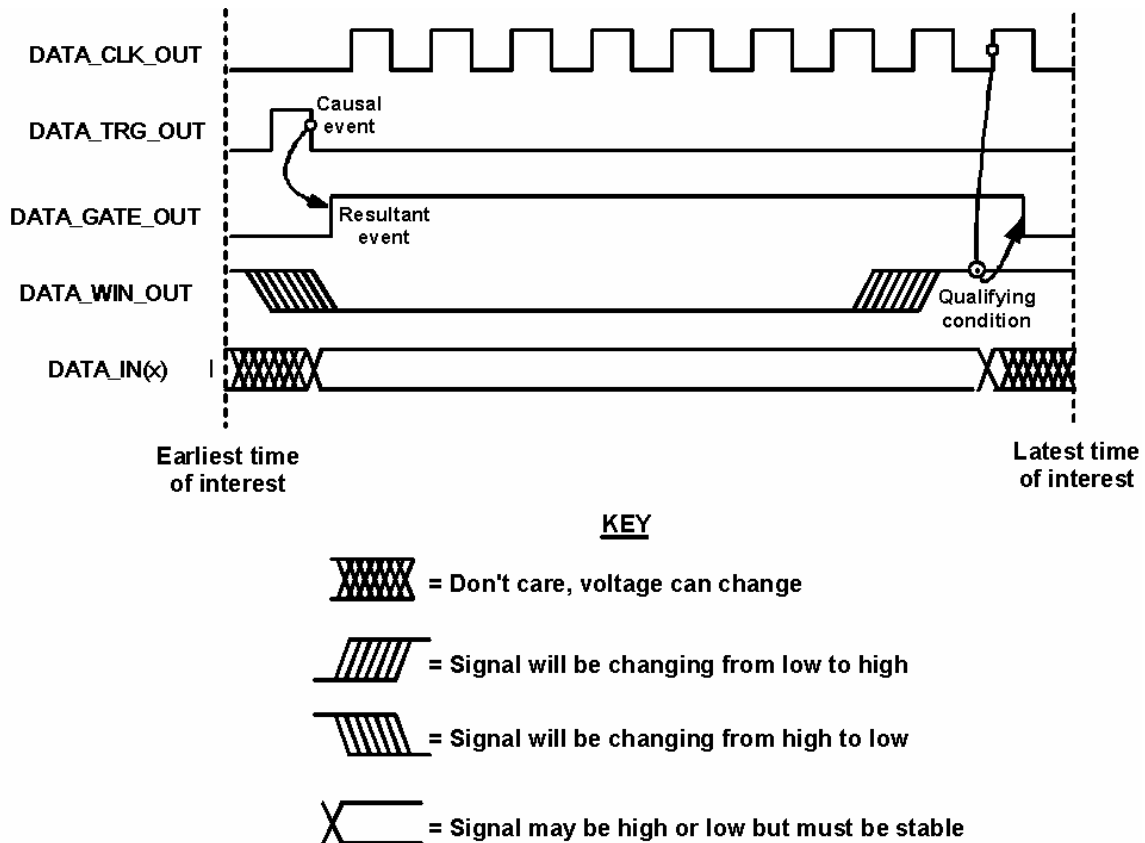 DATA_CLK_OUT
DATA_TRG_OUT
Causal
event
DATA_GATE_OUT
Resultant
event
DATA_WIN_OUT
Qualifying
condition
DATA_IN(x)
Earliest time
of interest
Latest time
of interest
KEY
= Don't care, voltage can change
= Signal will be changing from low to high
= Signal will be changing from high to low
= Signal may be high or low but must be stable